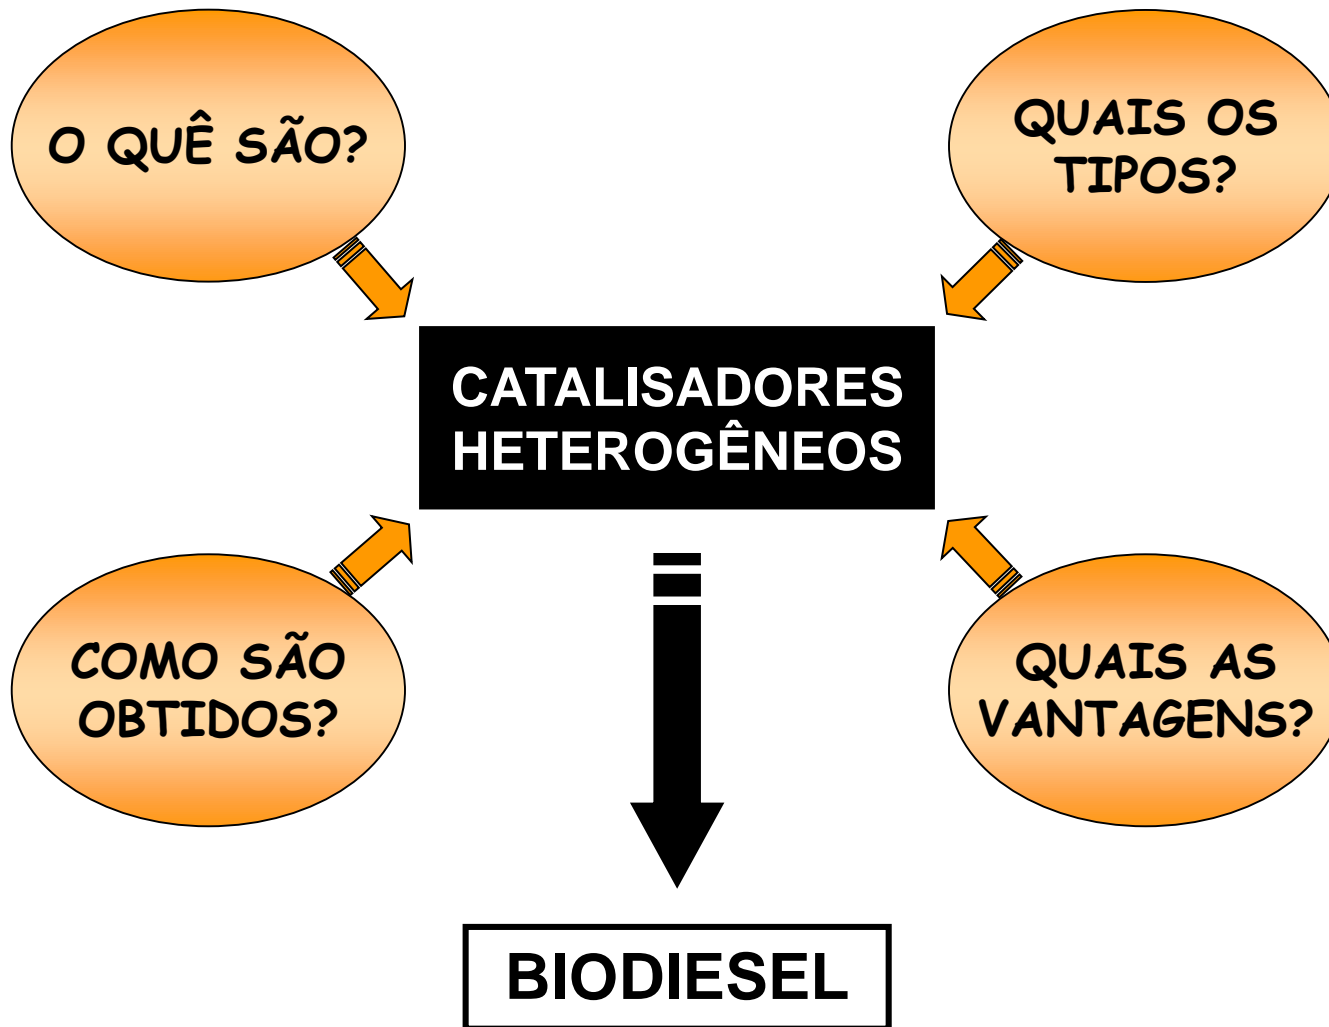 O QUÊ SÃO?
QUAIS OS
TIPOS?
CATALISADORES
HETEROGÊNEOS
COMO SÃO
OBTIDOS?
QUAIS AS
VANTAGENS?
BIODIESEL